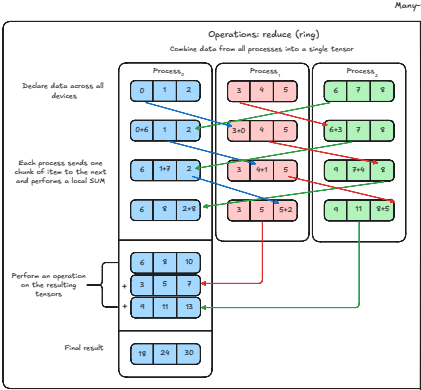 Many-
Operations: reduce (ring)
Combine data from all processes into a single tensor
Process0 Process1 Process2
Declare data across all
devices
0 1 2 3 4 5 6 7 8
0+6 1 2 3+0 4 5 6+3 7 8
Each process sends one
chunk of item to the next
and performs a local SUM
6 1+7 2 3 4+1 5 9 7+4 8
6 8 2+8 3 5 5+2 9 11 8+5
Perform an operation
on the resulting
tensors
6 8 10
+ 3 5 7
+ 9 11 13
Final result
18 24 30